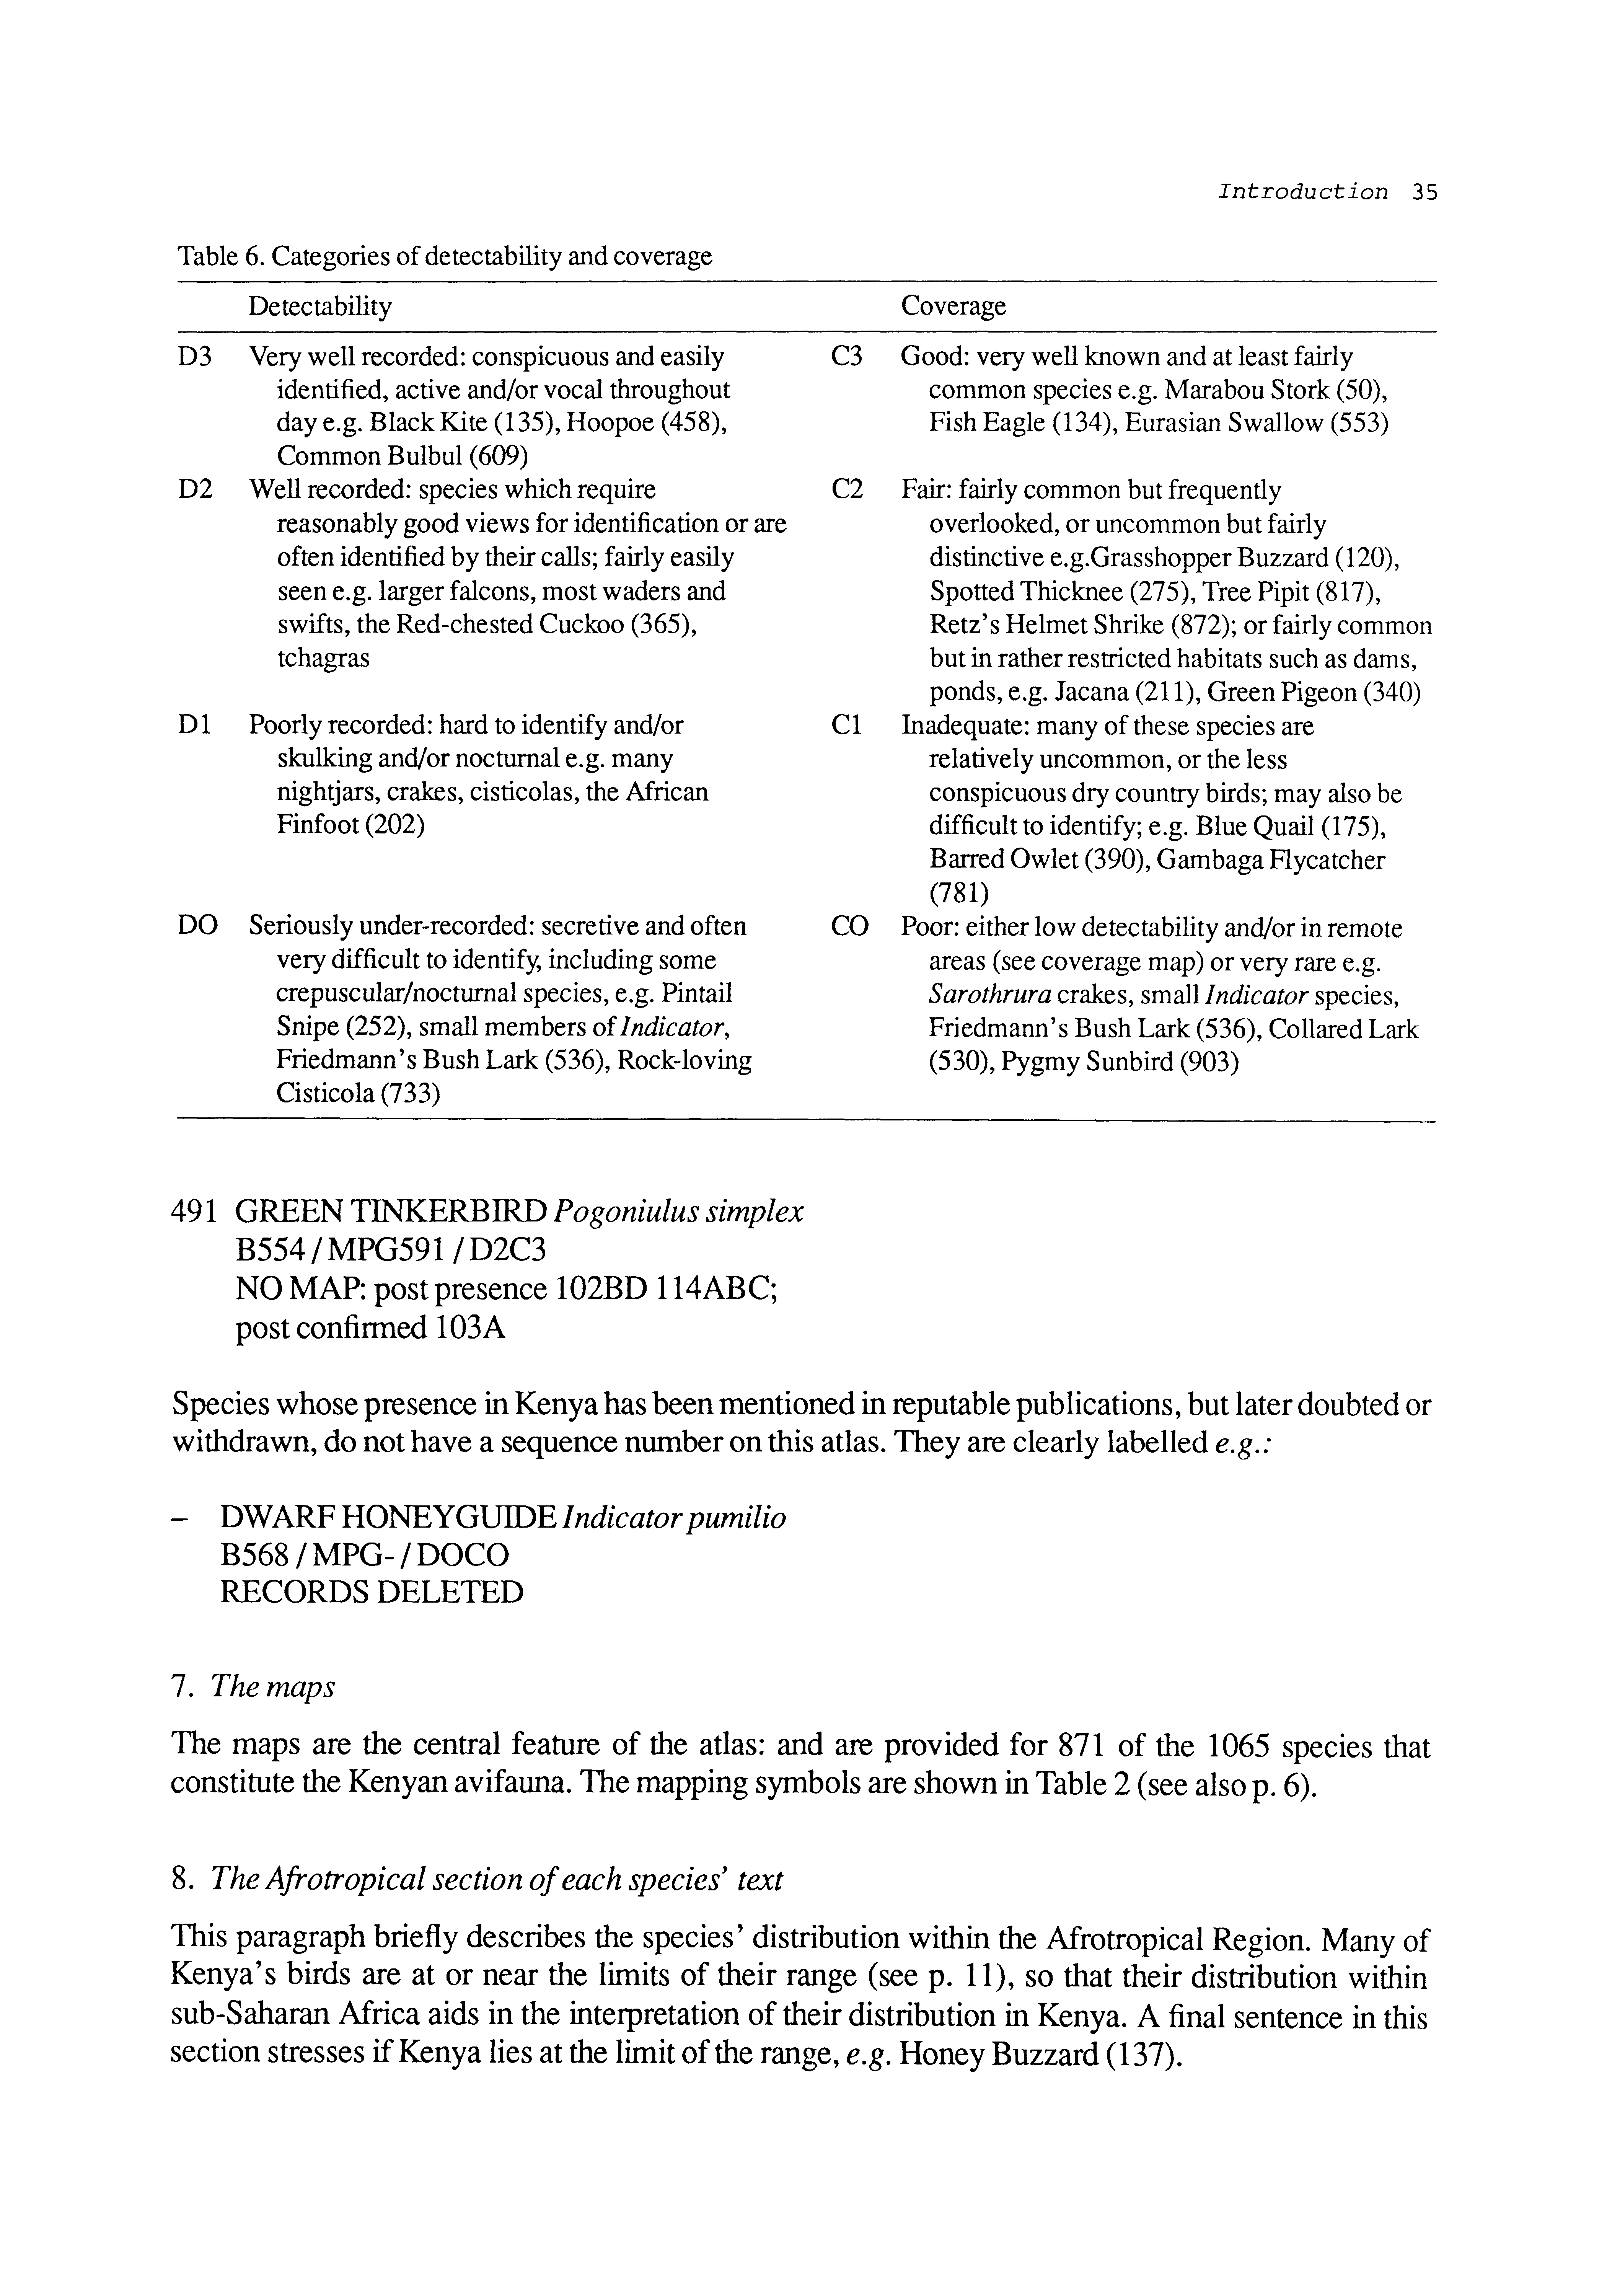 Introduction 35
Table 6. Categories of detectability and coverage
Detectability Coverage
D3 Very well recorded: conspicuous and easily
identified, active and/or vocal throughout
day e.g. Black Kite (135), Hoopoe (458),
Common Bulbul (609)
C3 Good: very well known and at least fairly
common species e.g. Marabou Stork (50),
Fish Eagle (134), Eurasian Swallow (553)
D2 Well recorded: species which require
reasonably good views for identification or are
often identified by their calls; fairly easily
seen e.g. larger falcons, most waders and
swifts, the Red-chested Cuckoo (365),
tchagras
C2 Fair: fairly common but frequently
overlooked, or uncommon but fairly
distinctive e.g.Grasshopper Buzzard (120),
Spotted Thicknee (275), Tree Pipit (817),
Retz's Helmet Shrike (872); or fairly common
but in rather restricted habitats such as dams,
ponds, e.g. Jacana (211), Green Pigeon (340)
D1 Poorly recorded: hard to identify and/or
skulking and/or nocturnal e.g. many
nightjars, crakes, cisticolas, the African
Finfoot (202)
C1 Inadequate: many of these species are
relatively uncommon, or the less
conspicuous dry country birds; may also be
difficult to identify; e.g. Blue Quail (175),
Barred Owlet (390), Gambaga Flycatcher
(781)
DO Seriously under-recorded: secretive and often
very difficult to identify, including some
crepuscular/nocturnal species, e.g. Pintail
Snipe (252), small members of Indicator,
Friedmann's Bush Lark (536), Rock-loving
Cisticola (733)
CO Poor: either low detectability and/or in remote
areas (see coverage map) or very rare e.g.
Sarothrura crakes, small Indicator species,
Friedmann's Bush Lark (536), Collared Lark
(530), Pygmy Sunbird (903)
491 GREEN TINKERBIRD Pogoniulus simplex
B554 / MPG591 / D2C3
NO MAP: post presence 102BD 114ABC;
post confirmed 103A
Species whose presence in Kenya has been mentioned in reputable publications, but later doubted or
withdrawn, do not have a sequence number on this atlas. They are clearly labelled e.g.:
– DWARF HONEYGUIDE Indicator pumilio
B568 / MPG- / DOCO
RECORDS DELETED
7. The maps
The maps are the central feature of the atlas: and are provided for 871 of the 1065 species that
constitute the Kenyan avifauna. The mapping symbols are shown in Table 2 (see also p. 6).
8. The Afrotropical section of each species' text
This paragraph briefly describes the species' distribution within the Afrotropical Region. Many of
Kenya's birds are at or near the limits of their range (see p. 11), so that their distribution within
sub-Saharan Africa aids in the interpretation of their distribution in Kenya. A final sentence in this
section stresses if Kenya lies at the limit of the range, e.g. Honey Buzzard (137).